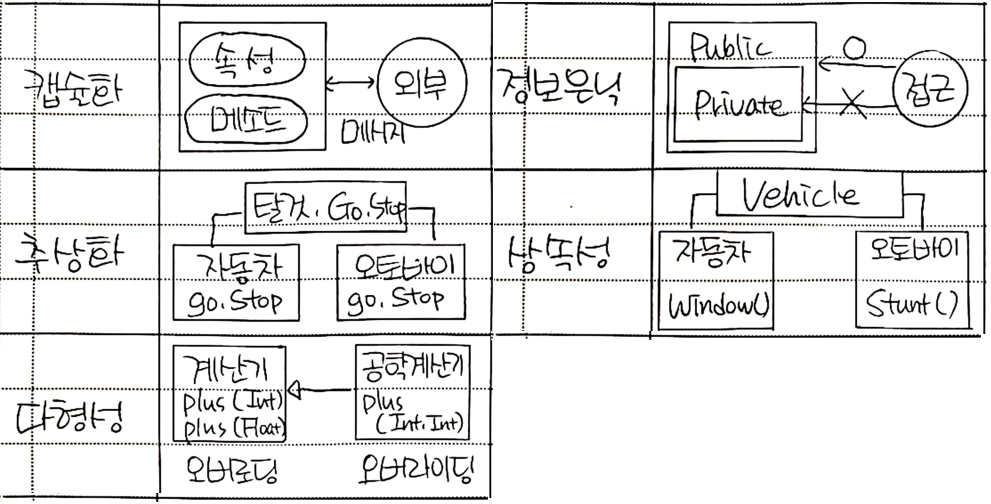 캡슐화
속성
메소드
외부
메시지
정보은닉
Public
Private
O
X
접근
추상화
탈것. Go. Stop
자동차
go. Stop
오토바이
go. Stop
상속성
Vehicle
자동차
Window()
오토바이
Stunt()
다형성
계산기
plus (Int)
plus (Float)
오버로딩
공학계산기
plus
(Int. Int)
오버라이딩